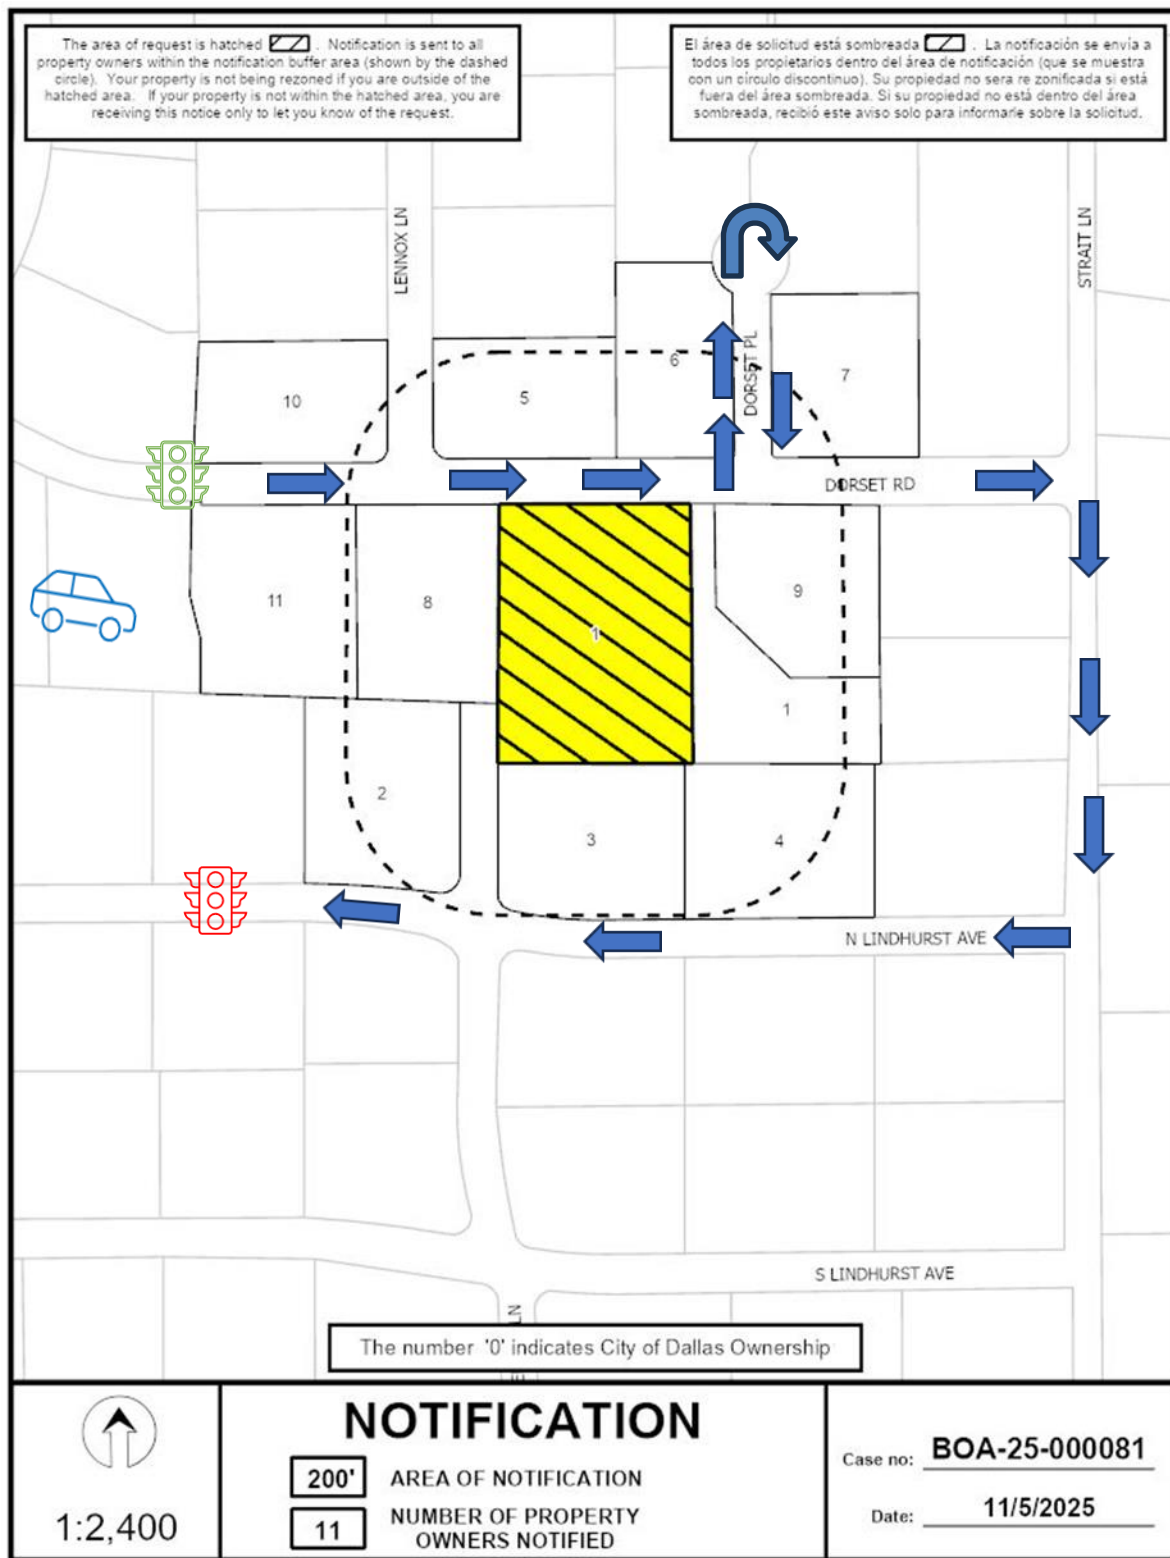 The area of request is hatched . Notification is sent to all
property owners within the notification buffer area (shown by the dashed
circle). Your property is not being rezoned if you are outside of the
hatched area. If your property is not within the hatched area, you are
receiving this notice only to let you know of the request.
El área de solicitud está sombreada . La notificación se envía a
todos los propietarios dentro del área de notificación (que se muestra
con un círculo discontinuo). Su propiedad no sera re zonificada si está
fuera del área sombreada. Si su propiedad no está dentro del área
sombreada, recibió este aviso solo para informarle sobre la solicitud.
LENNOX LN
STRAIT LN
DORSET PL
10
5
6
7
DORSET RD
11
8
1
9
1
2
3
4
N LINDHURST AVE
S LINDHURST AVE
LN
The number '0' indicates City of Dallas Ownership
1:2,400
NOTIFICATION
200' AREA OF NOTIFICATION
11 NUMBER OF PROPERTY
OWNERS NOTIFIED
Case no: BOA-25-000081
Date: 11/5/2025